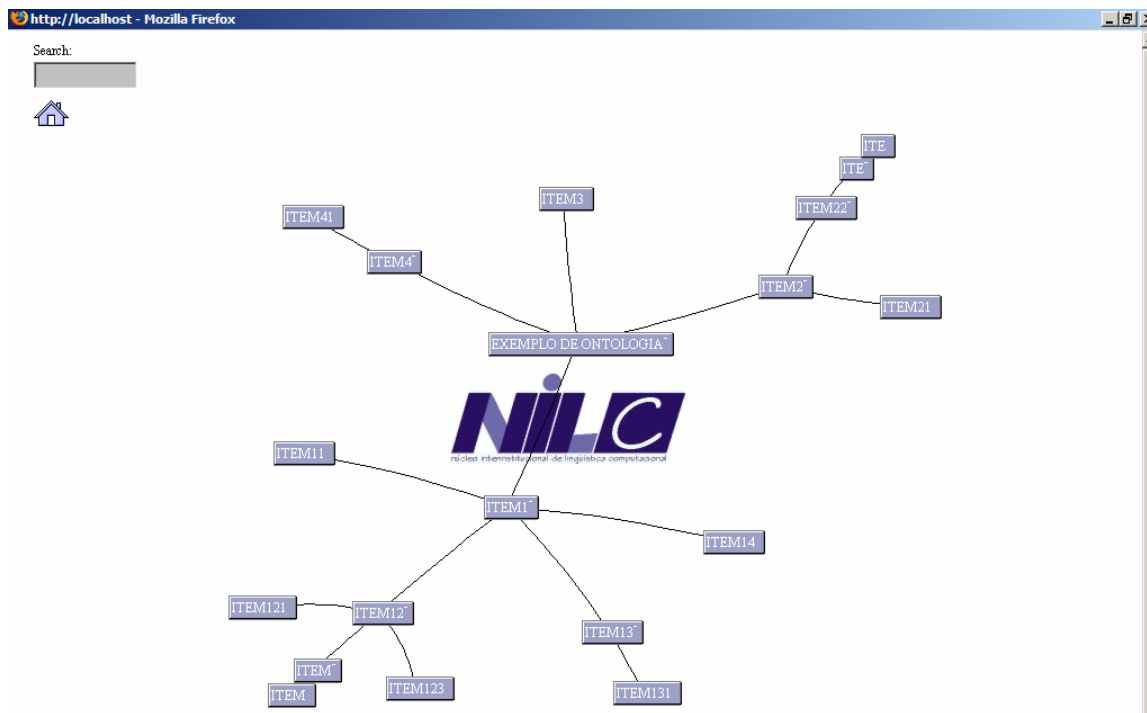 http://localhost - Mozilla Firefox
Search:
ITE
ITE¯
ITEM3
ITEM22¯
ITEM41
ITEM4¯
ITEM2¯
ITEM21
EXEMPLO DE ONTOLOGIA¯
NILC
núcleo interinstitucional de lingüística computacional
ITEM11
ITEM1¯
ITEM14
ITEM121
ITEM12¯
ITEM13¯
ITEM¯
ITEM
ITEM123
ITEM131